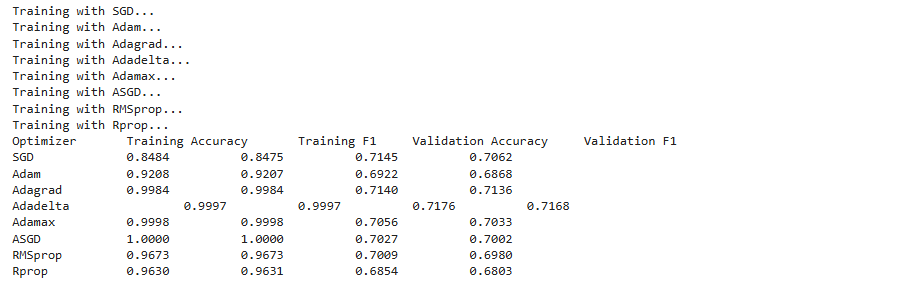 Training with SGD...
Training with Adam...
Training with Adagrad...
Training with Adadelta...
Training with Adamax...
Training with ASGD...
Training with RMSprop...
Training with Rprop...
Optimizer Training Accuracy Training F1 Validation Accuracy Validation F1
SGD 0.8484 0.8475 0.7145 0.7062
Adam 0.9208 0.9207 0.6922 0.6868
Adagrad 0.9984 0.9984 0.7140 0.7136
Adadelta 0.9997 0.9997 0.7176 0.7168
Adamax 0.9998 0.9998 0.7056 0.7033
ASGD 1.0000 1.0000 0.7027 0.7002
RMSprop 0.9673 0.9673 0.7009 0.6980
Rprop 0.9630 0.9631 0.6854 0.6803